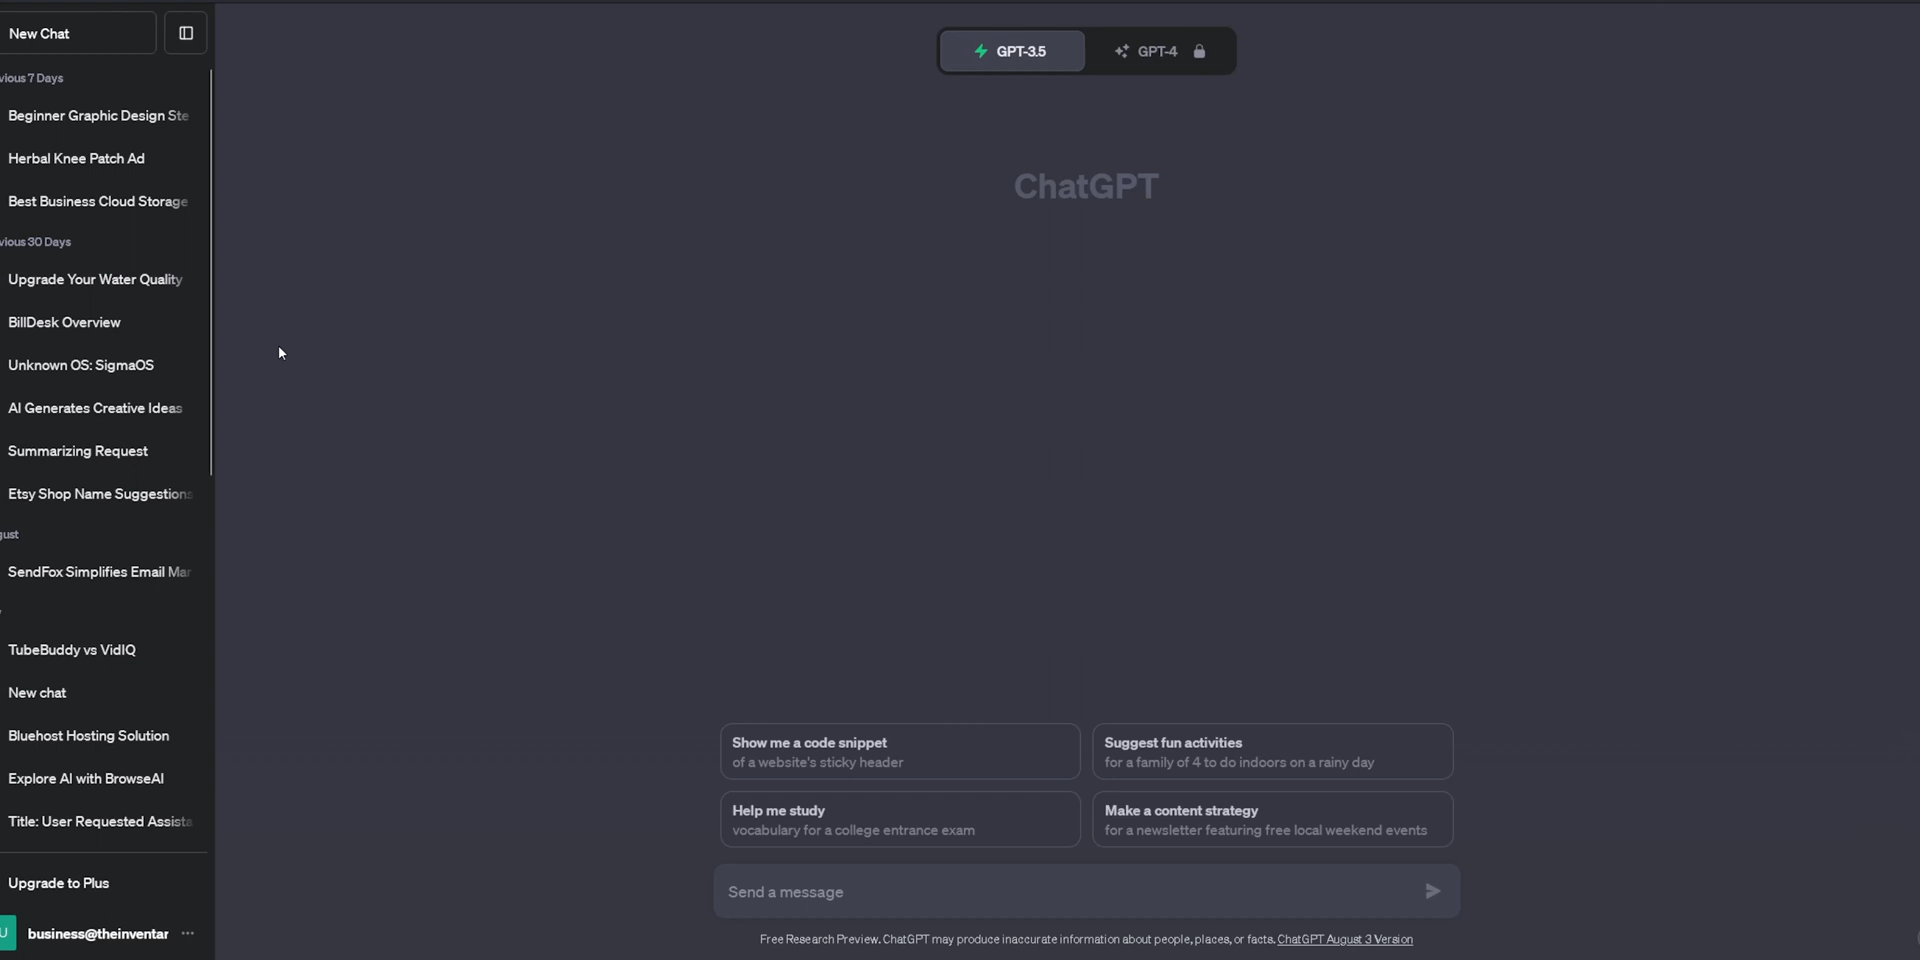 New Chat
vious 7 Days
Beginner Graphic Design Ste
Herbal Knee Patch Ad
Best Business Cloud Storage
vious 30 Days
Upgrade Your Water Quality
BillDesk Overview
Unknown OS: SigmaOS
AI Generates Creative Ideas
Summarizing Request
Etsy Shop Name Suggestions
gust
SendFox Simplifies Email Mar
TubeBuddy vs VidIQ
New chat
Bluehost Hosting Solution
Explore AI with BrowseAI
Title: User Requested Assista
Upgrade to Plus
U business@theinventar ...
GPT-3.5
GPT-4
ChatGPT
Show me a code snippet
of a website's sticky header
Suggest fun activities
for a family of 4 to do indoors on a rainy day
Help me study
vocabulary for a college entrance exam
Make a content strategy
for a newsletter featuring free local weekend events
Send a message
Free Research Preview. ChatGPT may produce inaccurate information about people, places, or facts. ChatGPT August 3 Version